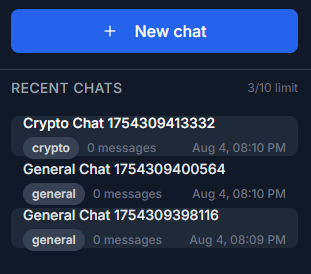 + New chat
RECENT CHATS 3/10 limit
Crypto Chat 1754309413332
crypto 0 messages Aug 4, 08:10 PM
General Chat 1754309400564
general 0 messages Aug 4, 08:10 PM
General Chat 1754309398116
general 0 messages Aug 4, 08:09 PM